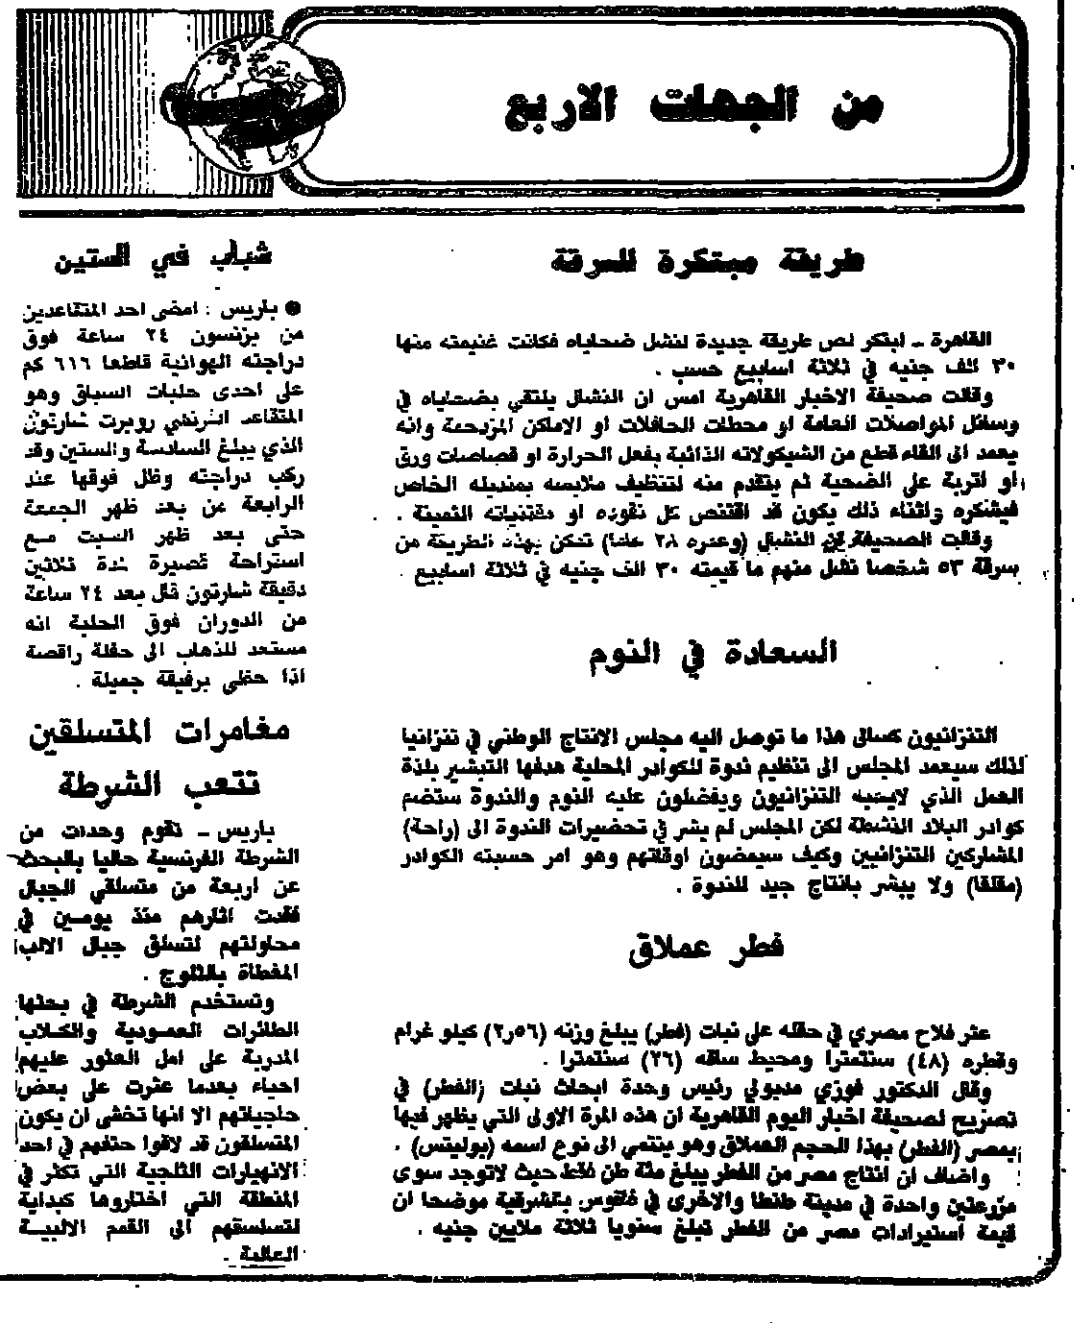 من الجهات الاربع
طريقة مبتكرة للسرقة
القاهرة ـ ابتكر لص طريقة جديدة لنشل ضحاياه فكانت غنيمته منها
٣٠ الف جنيه في ثلاثة اسابيع حسب .
وقالت صحيفة الاخبار القاهرية امس ان النشال يلتقي بضحاياه في
وسائل المواصلات العامة او محطات الحافلات او الاماكن المزدحمة وانه
يعمد الى القاء قطع من الشيكولاته الذائبة بفعل الحرارة او قصاصات ورق
او اتربة على الضحية ثم يتقدم منه لتنظيف ملابسه بمنديله الخاص
فيشكره واثناء ذلك يكون قد اقتنص كل نقوده او مقتنياته الثمينة .
وقالت الصحيفة ان النشال (وعمره ٢٨ عاما) تمكن بهذه الطريقة من
سرقة ٥٣ شخصا نشل منهم ما قيمته ٣٠ الف جنيه في ثلاثة اسابيع .
السعادة في النوم
التنزانيون كسالى هذا ما توصل اليه مجلس الانتاج الوطني في تنزانيا
لذلك سيعمد المجلس الى تنظيم ندوة للكوادر المحلية هدفها التبشير بلذة
العمل الذي لايحبه التنزانيون ويفضلون عليه النوم والندوة ستضم
كوادر البلاد النشطة لكن المجلس لم يشر في تحضيرات الندوة الى (راحة)
المشاركين التنزانيين وكيف سيمضون اوقاتهم وهو امر حسبته الكوادر
(مقلقا) ولا يبشر بانتاج جيد للندوة .
فطر عملاق
عثر فلاح مصري في حقله على نبات (فطر) يبلغ وزنه (٢٫٥٦) كيلو غرام
وقطره (٤٨) سنتمترا ومحيط ساقه (٢٦) سنتمترا .
وقال الدكتور فوزي مدبولي رئيس وحدة ابحاث نبات (الفطر) في
تصريح لصحيفة اخبار اليوم القاهرية ان هذه المرة الاولى التي يظهر فيها
بمصر (الفطر) بهذا الحجم العملاق وهو ينتمي الى نوع اسمه (بوليتس) .
واضاف ان انتاج مصر من الفطر يبلغ مئة طن فقط حيث لاتوجد سوى
مزرعتين واحدة في مدينة طنطا والاخرى في فاقوس بالشرقية موضحا ان
قيمة استيرادات مصر من الفطر تبلغ سنويا ثلاثة ملايين جنيه .
شباب في الستين
● باريس : امضى احد المتقاعدين
من بزنسون ٢٤ ساعة فوق
دراجته الهوائية قاطعا ٦١٦ كم
على احدى حلبات السباق وهو
المتقاعد الفرنسي روبرت شارتون
الذي يبلغ السادسة والستين وقد
ركب دراجته وظل فوقها عند
الرابعة من بعد ظهر الجمعة
حتى بعد ظهر السبت مع
استراحة قصيرة لمدة ثلاثين
دقيقة شارتون قال بعد ٢٤ ساعة
من الدوران فوق الحلبة انه
مستعد للذهاب الى حفلة راقصة
اذا حظي برفيقة جميلة .
مغامرات المتسلقين
تتعب الشرطة
باريس ـ تقوم وحدات من
الشرطة الفرنسية حاليا بالبحث
عن اربعة من متسلقي الجبال
فقدت اثارهم منذ يومين في
محاولتهم لتسلق جبال الالب
المغطاة بالثلوج .
وتستخدم الشرطة في بحثها
الطائرات العمودية والكلاب
المدربة على امل العثور عليهم
احياء بعدما عثرت على بعض
حاجياتهم الا انها تخشى ان يكون
المتسلقون قد لاقوا حتفهم في احد
الانهيارات الثلجية التي تكثر في
المنطقة التي اختاروها كبداية
لتسلسقهم الى القمم الالبيـة
العالية .